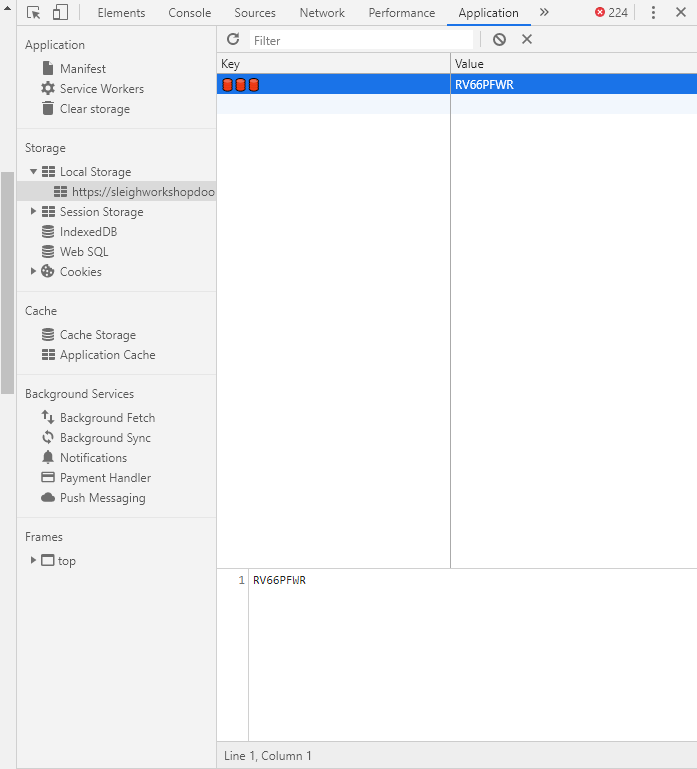 Elements Console Sources Network Performance Application 224
Application
Manifest
Service Workers
Clear storage
Storage
Local Storage
https://sleighworkshopdoo
Session Storage
IndexedDB
Web SQL
Cookies
Cache
Cache Storage
Application Cache
Background Services
Background Fetch
Background Sync
Notifications
Payment Handler
Push Messaging
Frames
top
Filter
Key Value
RV66PFWR
1 RV66PFWR
Line 1, Column 1